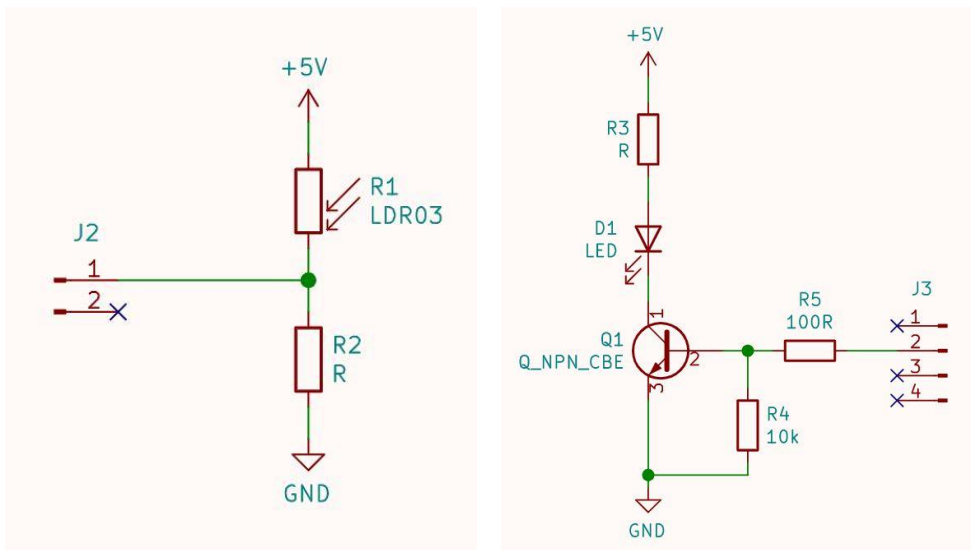 +5V
R1
LDR03
J2
1
2
R2
R
GND
+5V
R3
R
D1
LED
J3
R5
100R
1
1
Q1
Q_NPN_CBE
2
2
3
3
4
R4
10k
GND